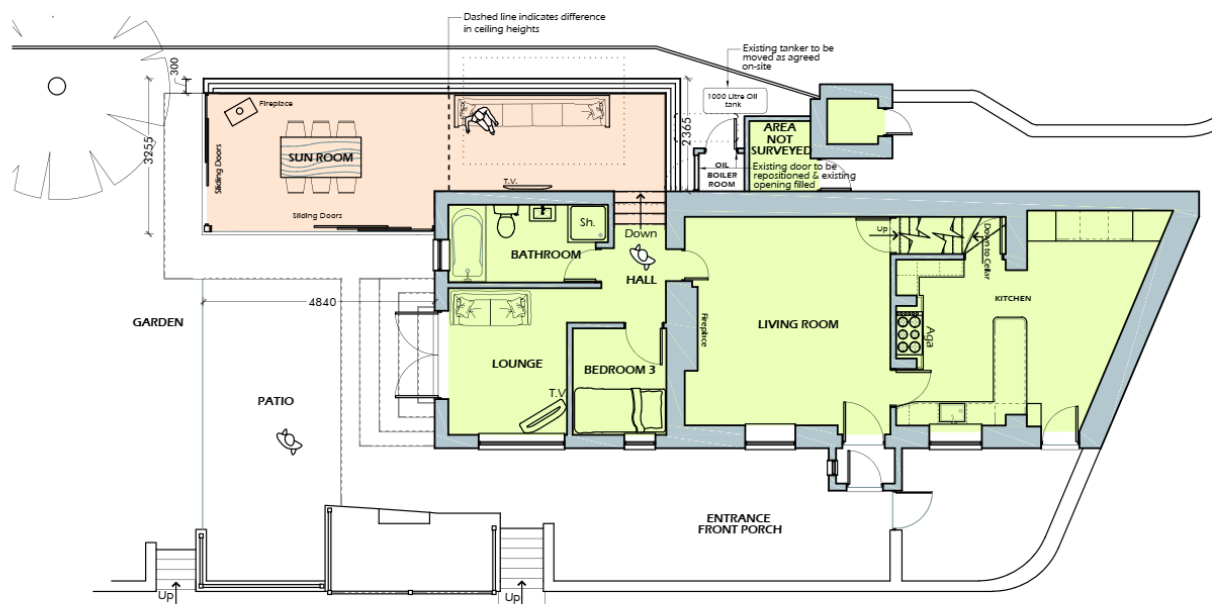 Dashed line indicates difference
in ceiling heights
Existing tanker to be
moved as agreed
on-site
300
1000 Litre Oil
tank
Fireplace
3255
SUN ROOM
Sliding Doors
Sliding Doors
T.V.
2365
AREA
NOT
SURVEYED
OIL
BOILER
ROOM
Existing door to be
repositioned & existing
opening filled
Sh.
Down
BATHROOM
HALL
Up
Down to Cellar
4840
GARDEN
LIVING ROOM
KITCHEN
Fireplace
Aga
LOUNGE
BEDROOM 3
T.V.
PATIO
ENTRANCE
FRONT PORCH
Up
Up